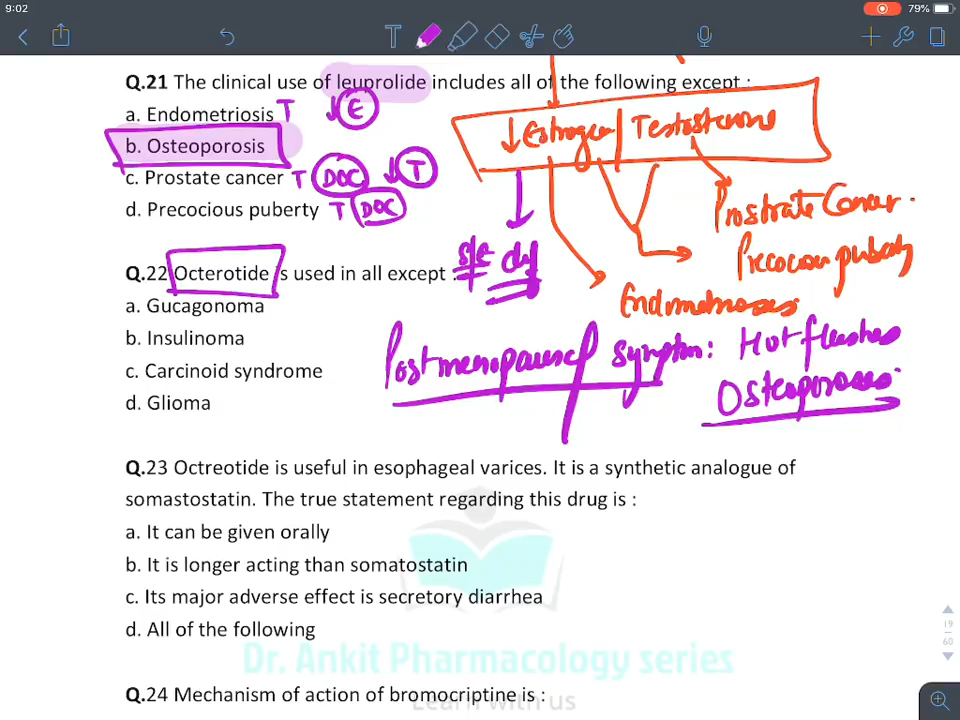 9:02
79%
T
Q.21 The clinical use of leuprolide includes all of the following except :
a. Endometriosis T ↓ E
b. Osteoporosis
c. Prostate cancer T DOC ↓ T
d. Precocious puberty T DOC
↓ Estrogen | Testosterone
Prostrate Cancer
Precocious puberty
s/e
Endometriosis
Q.22 Octerotide is used in all except :
a. Gucagonoma
b. Insulinoma
c. Carcinoid syndrome
d. Glioma
Postmenopausal Symptom: Hot flushes
Osteoporosis
Q.23 Octreotide is useful in esophageal varices. It is a synthetic analogue of
somastostatin. The true statement regarding this drug is :
a. It can be given orally
b. It is longer acting than somatostatin
c. Its major adverse effect is secretory diarrhea
d. All of the following
19
60
Dr. Ankit Pharmacology series
Learn with us
Q.24 Mechanism of action of bromocriptine is :